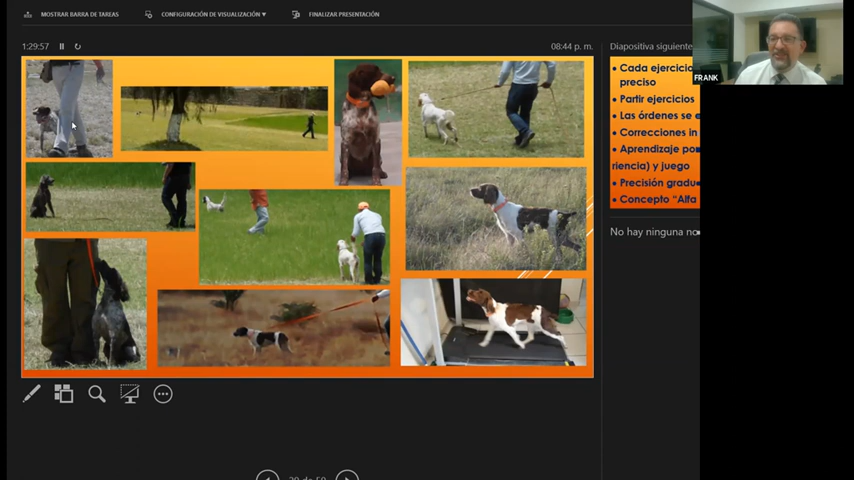 MOSTRAR BARRA DE TAREAS
CONFIGURACIÓN DE VISUALIZACIÓN ▾
FINALIZAR PRESENTACIÓN
1:29:57
08:44 p. m.
Diapositiva siguiente
FRANK
• Cada ejercicio
preciso
• Partir ejercicios
• Las órdenes se e
• Correcciones in
• Aprendizaje po
riencia) y juego
• Precisión gradu
• Concepto "Alfa
No hay ninguna no